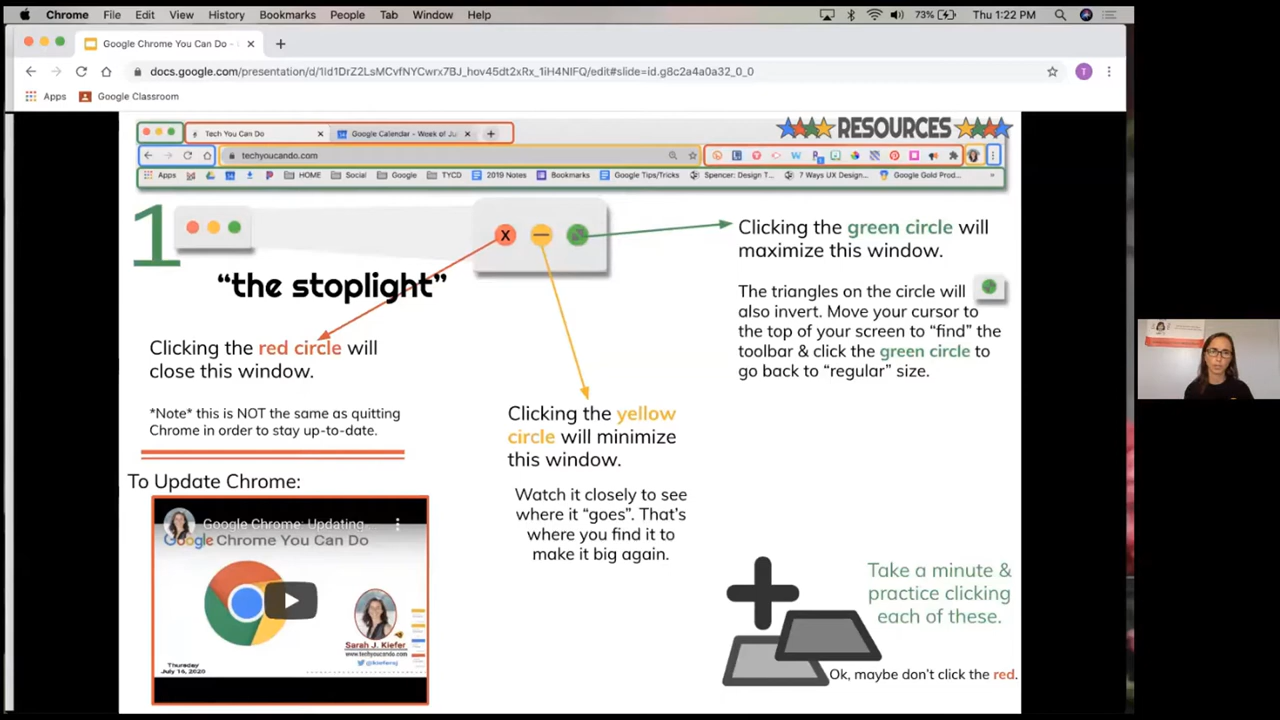 Chrome File Edit View History Bookmarks People Tab Window Help
73% Thu 1:22 PM
Google Chrome You Can Do -
docs.google.com/presentation/d/1Id1DrZ2LsMCvfNYCwrx7BJ_hov45dt2xRx_1iH4NlFQ/edit#slide=id.g8c2a4a0a32_0_0
T
Apps Google Classroom
Tech You Can Do
Google Calendar - Week of Ju
RESOURCES
techyoucando.com
Apps HOME Social Google TYCD 2019 Notes Bookmarks Google Tips/Tricks Spencer: Design T... 7 Ways UX Design... Google Gold Prod... »
1
X
“the stoplight”
Clicking the red circle will
close this window.
*Note* this is NOT the same as quitting
Chrome in order to stay up-to-date.
To Update Chrome:
Google Chrome: Updating
Google Chrome You Can Do
Sarah J. Kiefer
www.techyoucando.com
@kiefersj
Thursday
July 16, 2020
Clicking the yellow
circle will minimize
this window.
Watch it closely to see
where it “goes”. That’s
where you find it to
make it big again.
Clicking the green circle will
maximize this window.
The triangles on the circle will
also invert. Move your cursor to
the top of your screen to “find” the
toolbar & click the green circle to
go back to “regular” size.
Take a minute &
practice clicking
each of these.
Ok, maybe don’t click the red.